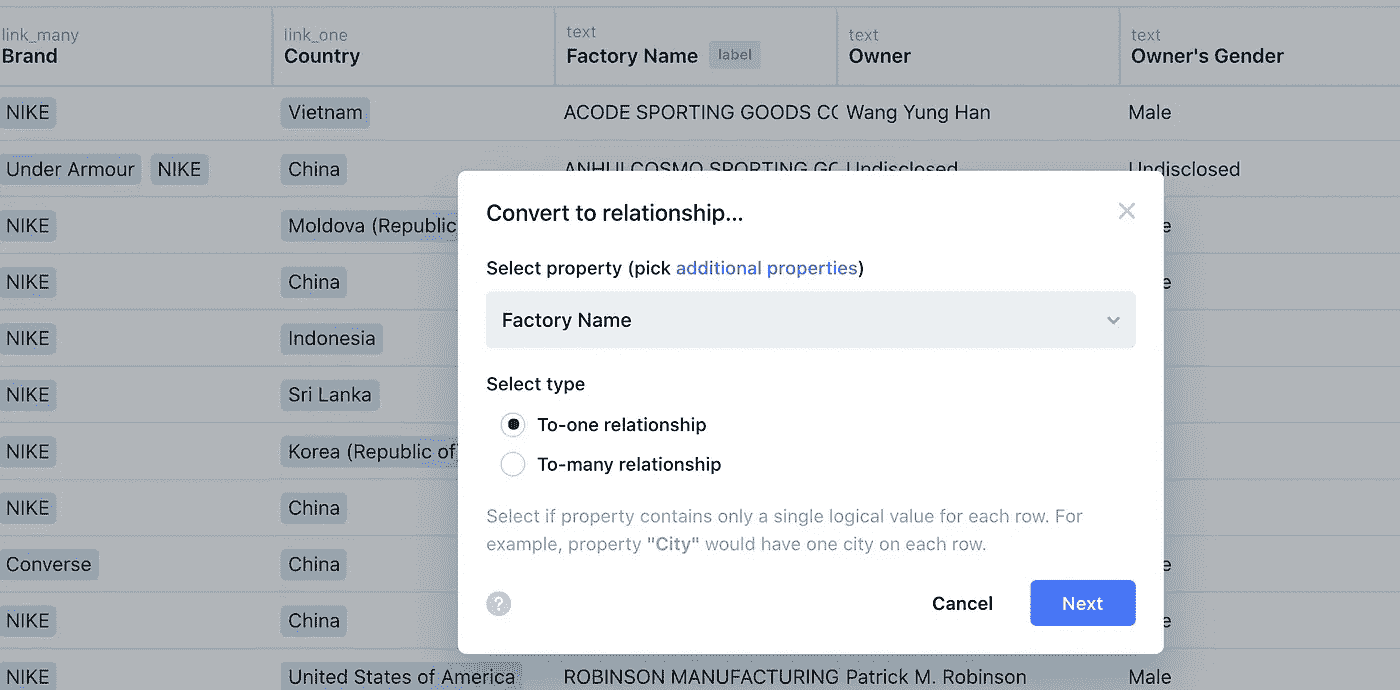 link_many link_one text text text
Brand Country Factory Name label Owner Owner's Gender
NIKE Vietnam ACODE SPORTING GOODS CO Wang Yung Han Male
Under Armour NIKE China ANHUI COSMO SPORTING GO Undisclosed Undisclosed
Convert to relationship...
NIKE Moldova (Republic e
Select property (pick additional properties)
NIKE China e
Factory Name
NIKE Indonesia
Select type
NIKE Sri Lanka
To-one relationship
NIKE Korea (Republic of
To-many relationship
NIKE China
Select if property contains only a single logical value for each row. For
example, property "City" would have one city on each row.
Converse China e
? Cancel Next
NIKE China e
NIKE United States of America ROBINSON MANUFACTURING Patrick M. Robinson Male